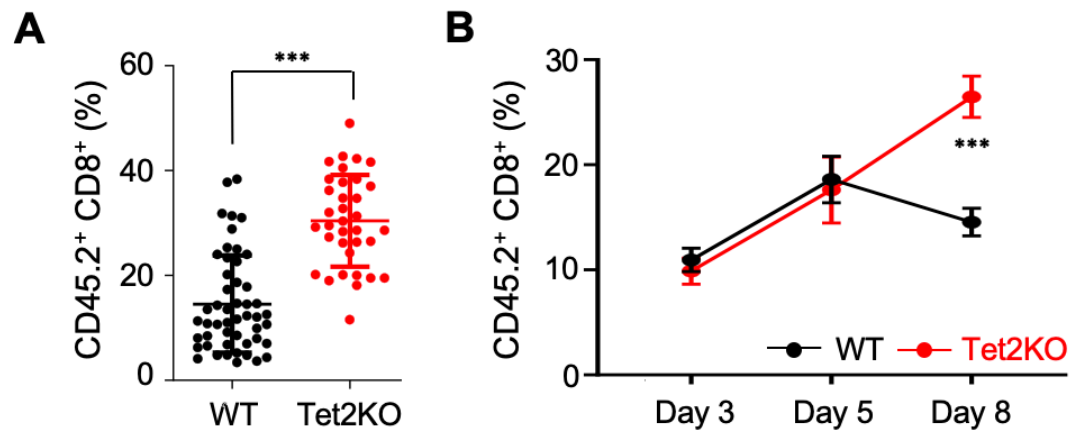 A
CD45.2⁺ CD8⁺ (%)
60
40
20
0
***
WT
Tet2KO
B
CD45.2⁺ CD8⁺ (%)
30
20
10
0
***
WT
Tet2KO
Day 3
Day 5
Day 8